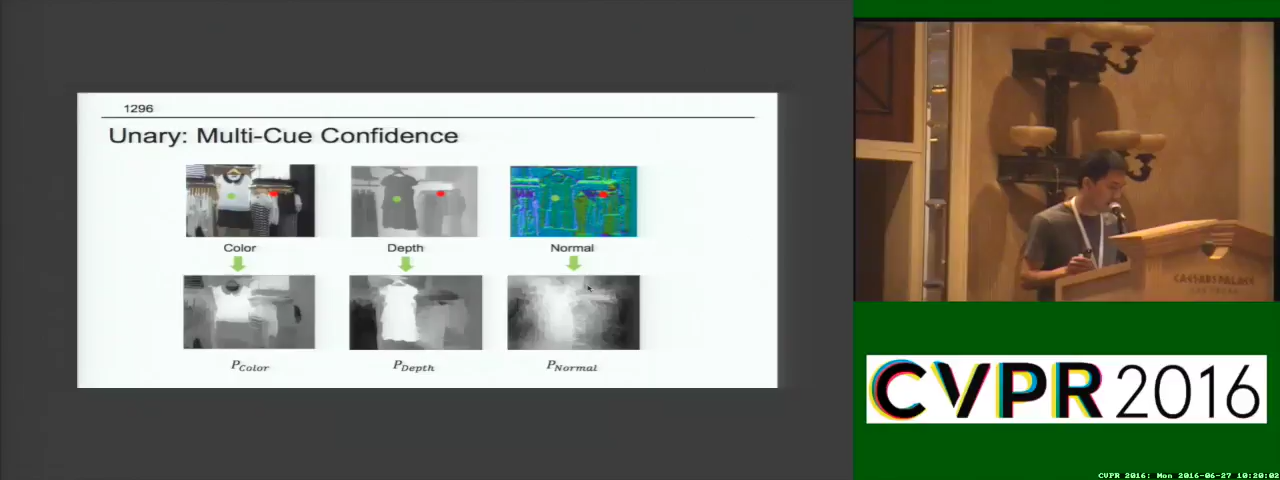 1296
Unary: Multi-Cue Confidence
Color
Depth
Normal
P_Color
P_Depth
P_Normal
CAESARS PALACE
CVPR 2016
CVPR 2016: Mon 2016-06-27 10:20:02